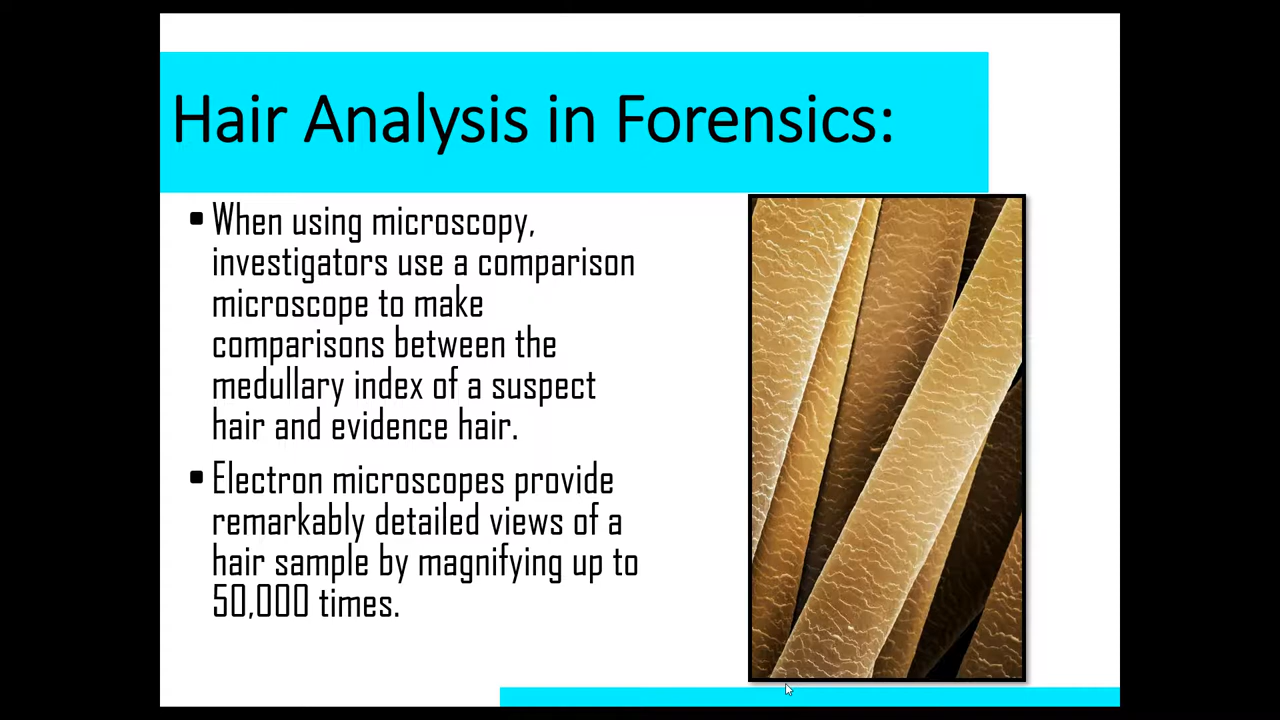 Hair Analysis in Forensics:
▪ When using microscopy,
investigators use a comparison
microscope to make
comparisons between the
medullary index of a suspect
hair and evidence hair.
▪ Electron microscopes provide
remarkably detailed views of a
hair sample by magnifying up to
50,000 times.